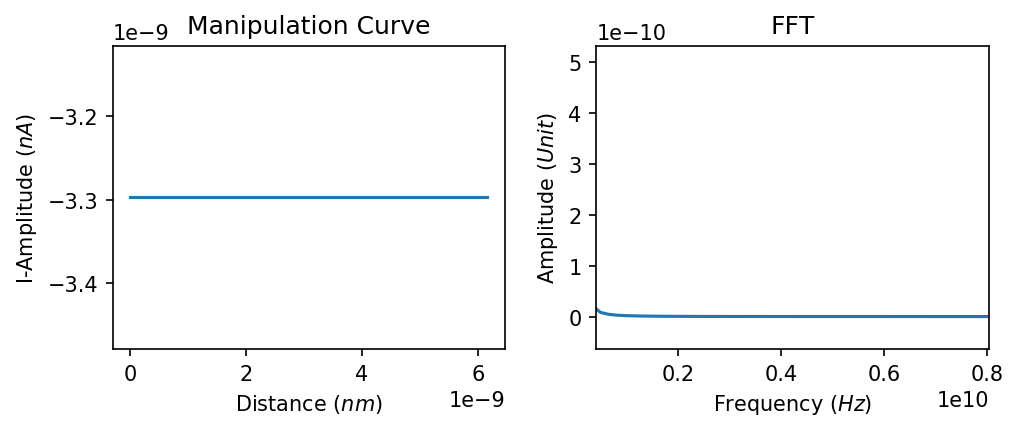 Manipulation Curve
1e−9
−3.2
−3.3
−3.4
I-Amplitude (nA)
0 2 4 6
1e−9
Distance (nm)
FFT
1e−10
5
4
3
2
1
0
Amplitude (Unit)
0.2 0.4 0.6 0.8
1e10
Frequency (Hz)